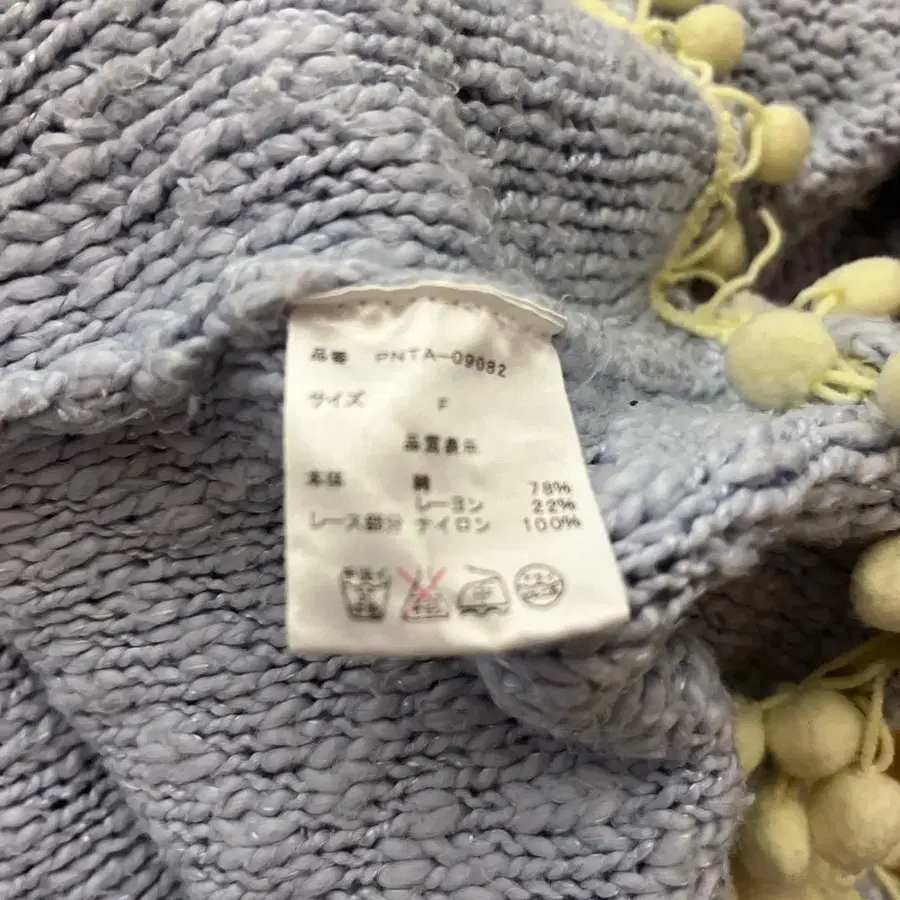 品番 PNTA-09082
サイズ F
品質表示
本体 綿 78%
レーヨン 22%
レース部分 ナイロン 100%